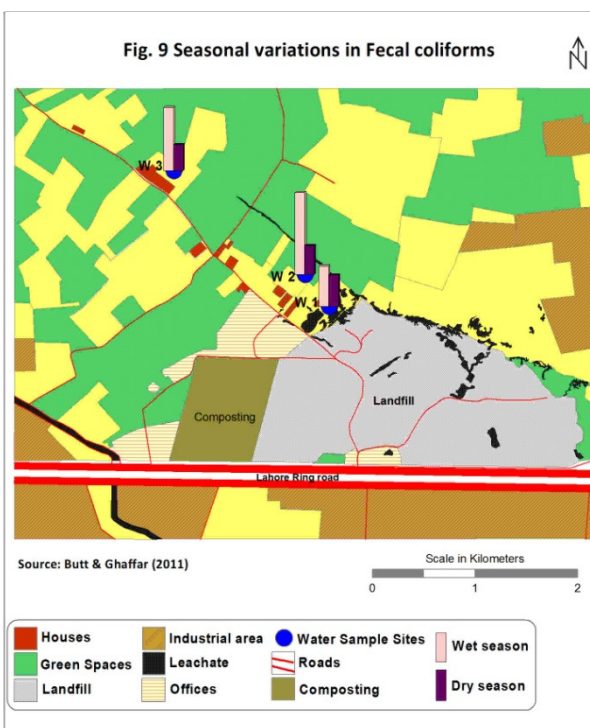 Fig. 9 Seasonal variations in Fecal coliforms
N
W 3
W 2
W 1
Landfill
Composting
Lahore Ring road
Source: Butt & Ghaffar (2011)
Scale in Kilometers
0 1 2
Houses Industrial area Water Sample Sites Wet season
Green Spaces Leachate Roads
Landfill Offices Composting Dry season